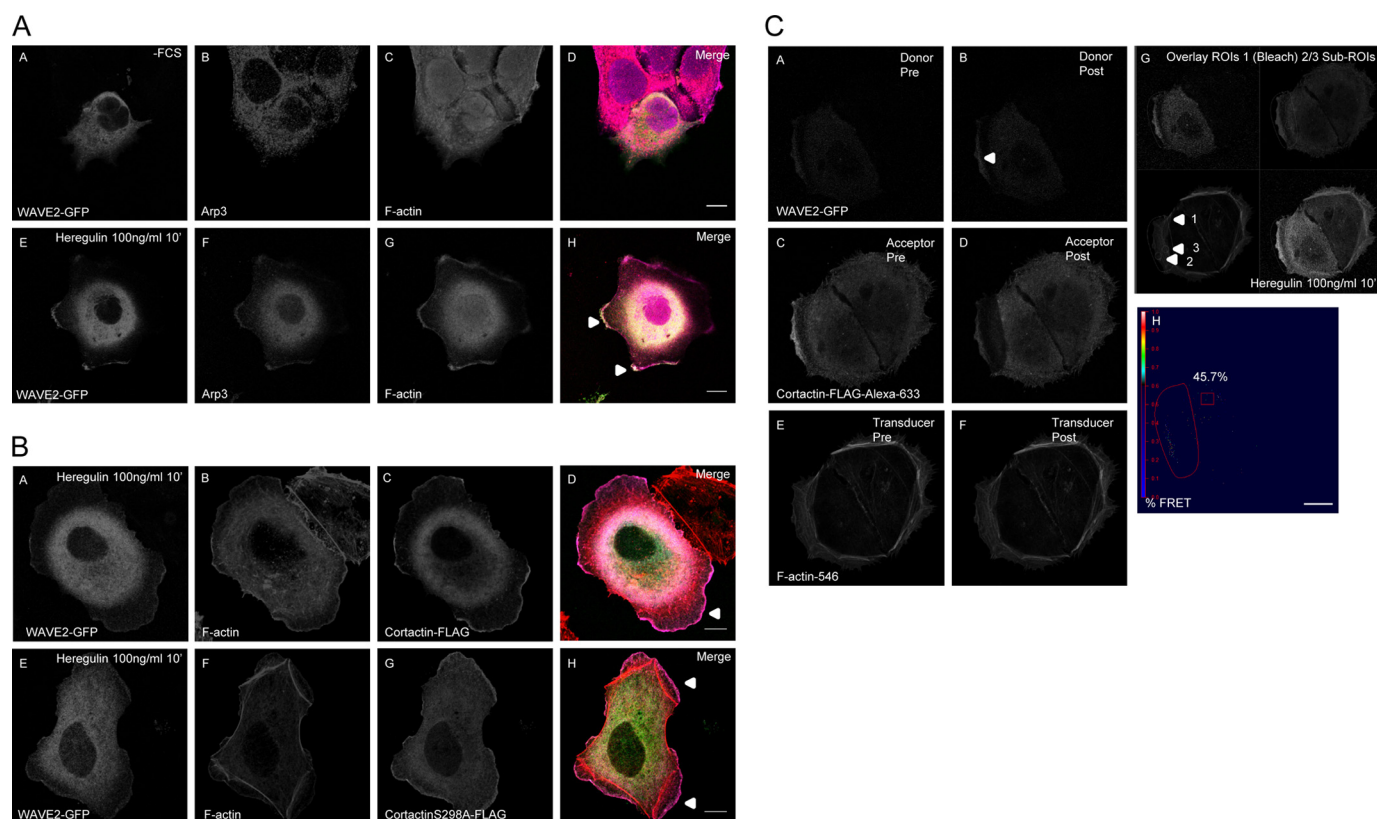 A
A
-FCS
WAVE2-GFP
B
Arp3
C
F-actin
D
Merge
E
Heregulin 100ng/ml 10'
WAVE2-GFP
F
Arp3
G
F-actin
H
Merge
B
A
Heregulin 100ng/ml 10'
WAVE2-GFP
B
F-actin
C
Cortactin-FLAG
D
Merge
E
Heregulin 100ng/ml 10'
WAVE2-GFP
F
F-actin
G
CortactinS298A-FLAG
H
Merge
C
A
Donor
Pre
WAVE2-GFP
B
Donor
Post
C
Acceptor
Pre
Cortactin-FLAG-Alexa-633
D
Acceptor
Post
E
Transducer
Pre
F-actin-546
F
Transducer
Post
G
Overlay ROIs 1 (Bleach) 2/3 Sub-ROIs
1
3
2
Heregulin 100ng/ml 10'
H
45.7%
% FRET